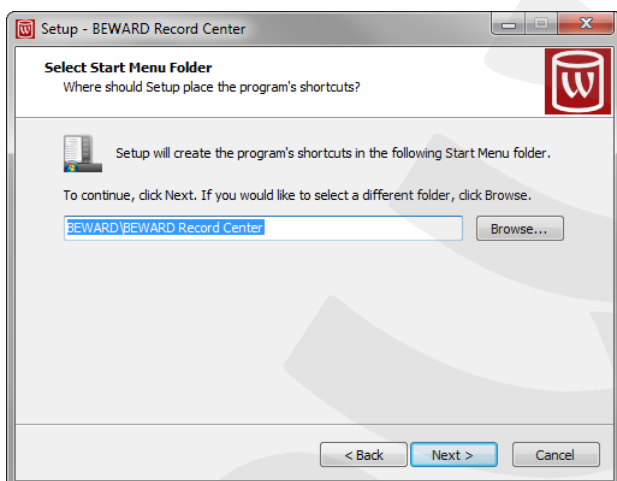 Setup - BEWARD Record Center
Select Start Menu Folder
Where should Setup place the program's shortcuts?
Setup will create the program's shortcuts in the following Start Menu folder.
To continue, click Next. If you would like to select a different folder, click Browse.
BEWARD\BEWARD Record Center
Browse...
< Back
Next >
Cancel